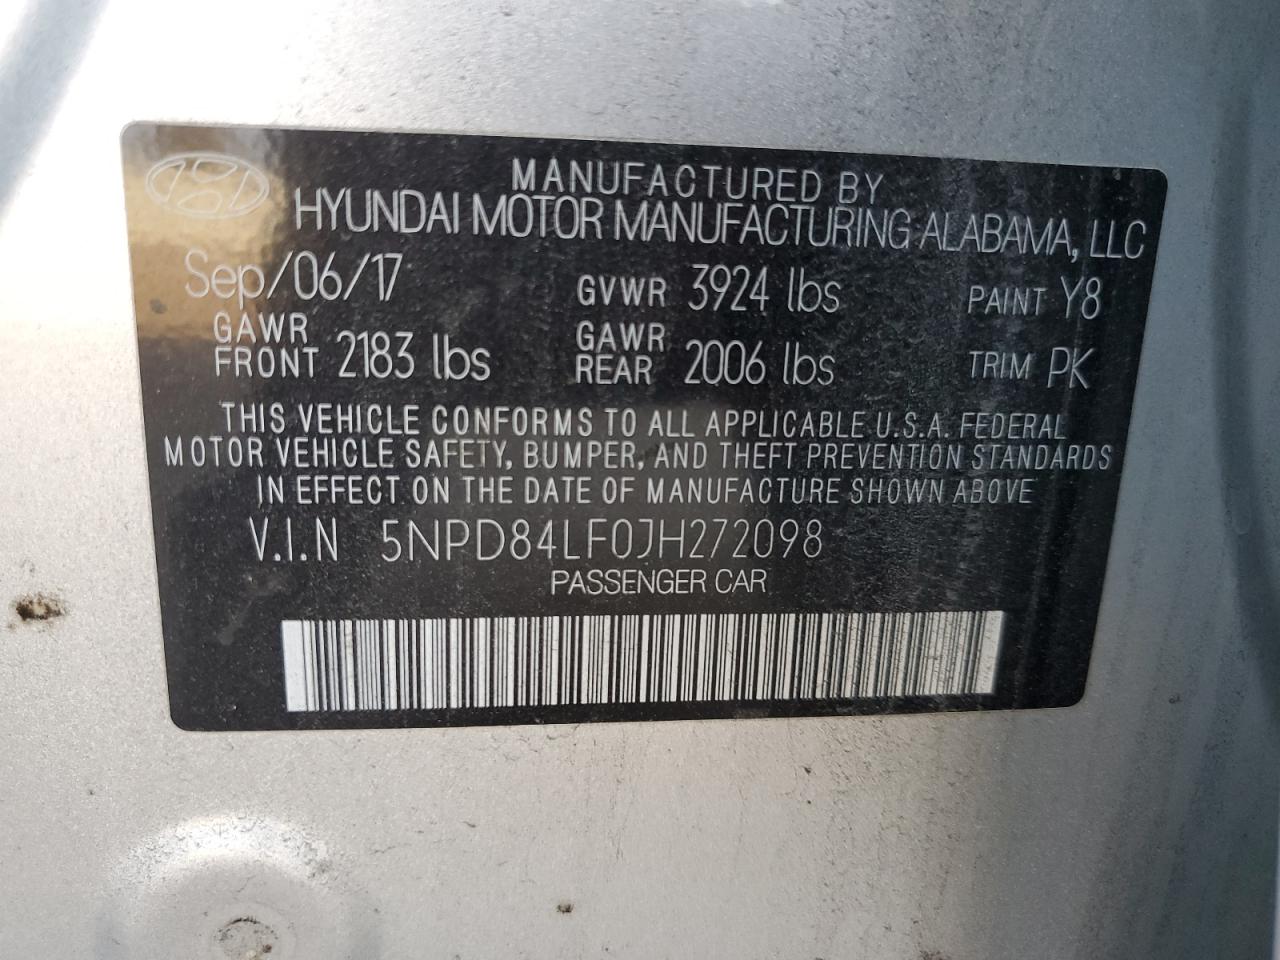 MANUFACTURED BY
HYUNDAI MOTOR MANUFACTURING ALABAMA, LLC
Sep/06/17 GVWR 3924 lbs PAINT Y8
GAWR FRONT 2183 lbs GAWR REAR 2006 lbs TRIM PK
THIS VEHICLE CONFORMS TO ALL APPLICABLE U.S.A. FEDERAL
MOTOR VEHICLE SAFETY, BUMPER, AND THEFT PREVENTION STANDARDS
IN EFFECT ON THE DATE OF MANUFACTURE SHOWN ABOVE
V.I.N 5NPD84LF0JH272098
PASSENGER CAR